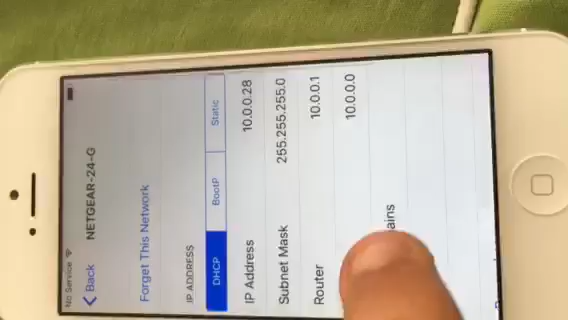 No Service
Back NETGEAR-24-G
Forget This Network
IP ADDRESS
DHCP BootP Static
IP Address 10.0.0.28
Subnet Mask 255.255.255.0
Router 10.0.0.1
10.0.0.0
ains